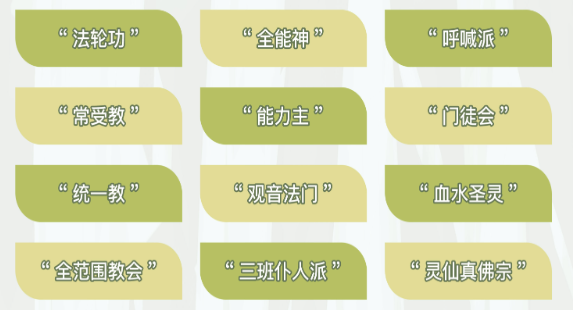 “法轮功”
“全能神”
“呼喊派”
“常受教”
“能力主”
“门徒会”
“统一教”
“观音法门”
“血水圣灵”
“全范围教会”
“三班仆人派”
“灵仙真佛宗”